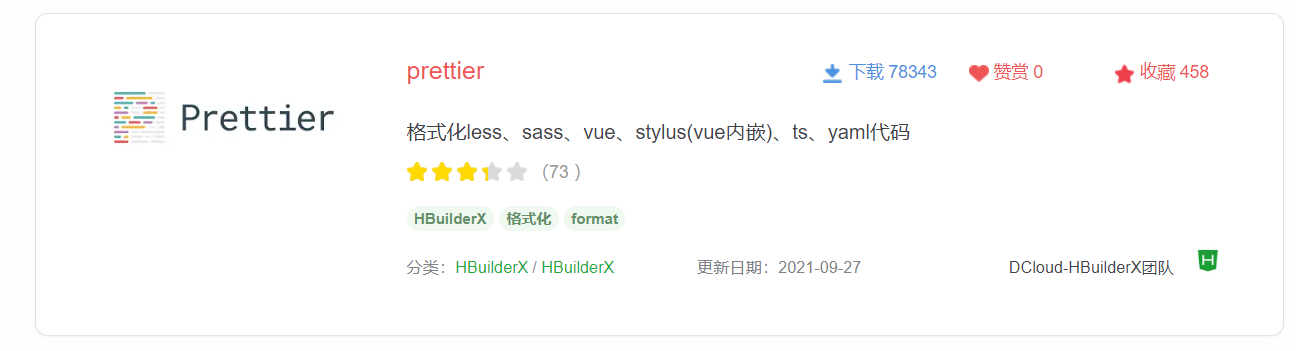 Prettier
prettier
下载 78343
赞赏 0
收藏 458
格式化less、sass、vue、stylus(vue内嵌)、ts、yaml代码
(73 )
HBuilderX 格式化 format
分类：HBuilderX / HBuilderX
更新日期：2021-09-27
DCloud-HBuilderX团队
H